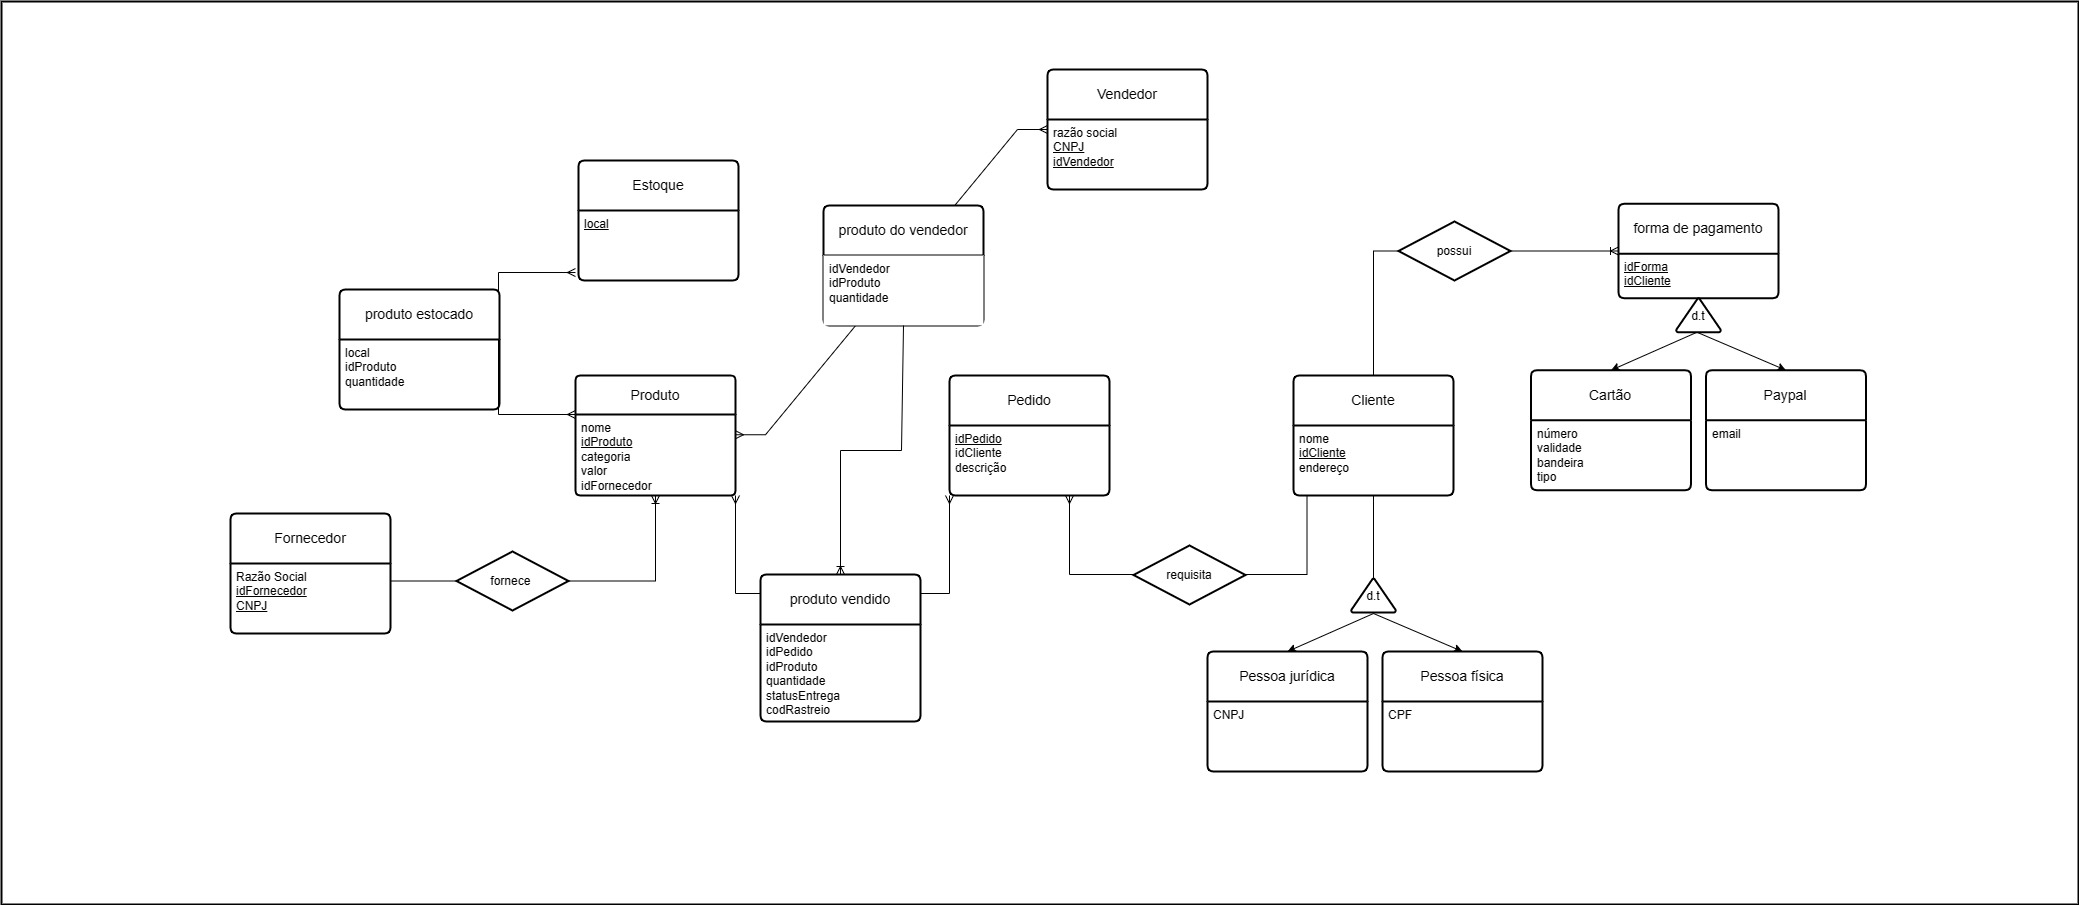 Vendedor
razão social
CNPJ
idVendedor
Estoque
local
produto do vendedor
idVendedor
idProduto
quantidade
possui
forma de pagamento
idForma
idCliente
d.t
produto estocado
local
idProduto
quantidade
Produto
nome
idProduto
categoria
valor
idFornecedor
Pedido
idPedido
idCliente
descrição
Cliente
nome
idCliente
endereço
Cartão
número
validade
bandeira
tipo
Paypal
email
Fornecedor
Razão Social
idFornecedor
CNPJ
fornece
produto vendido
idVendedor
idPedido
idProduto
quantidade
statusEntrega
codRastreio
requisita
d.t
Pessoa jurídica
CNPJ
Pessoa física
CPF